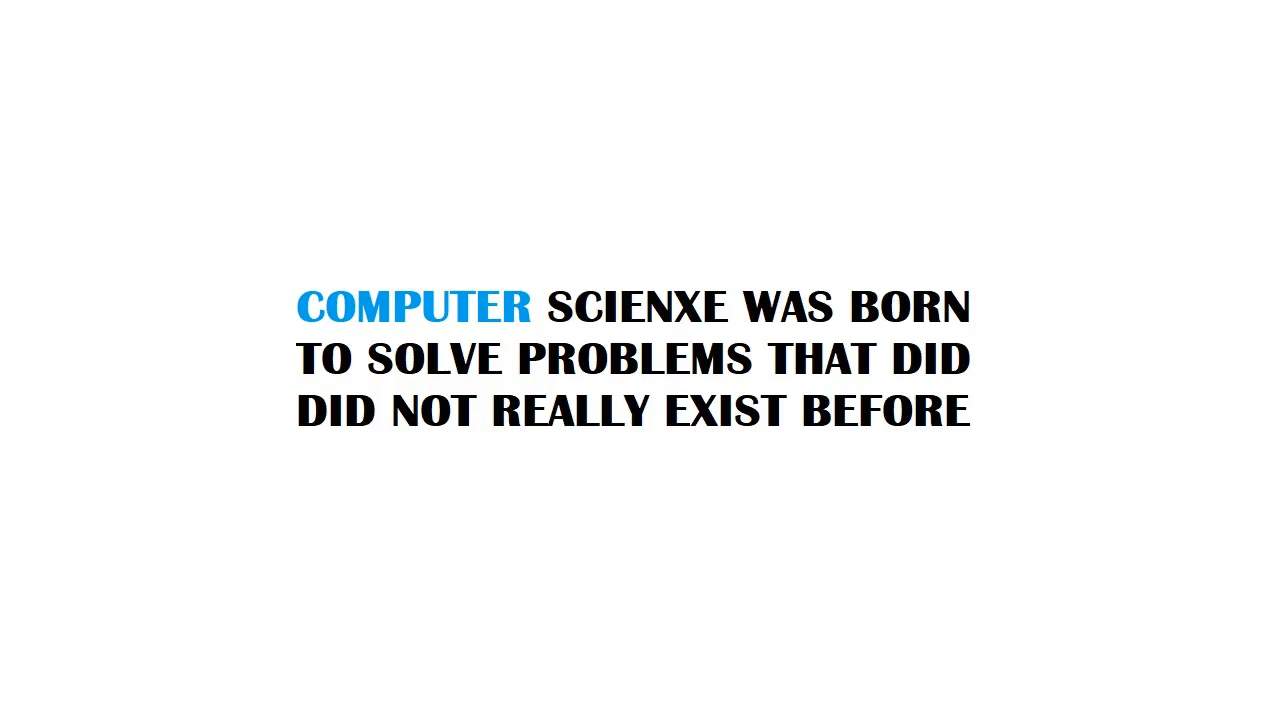 COMPUTER SCIENXE WAS BORN
TO SOLVE PROBLEMS THAT DID
DID NOT REALLY EXIST BEFORE